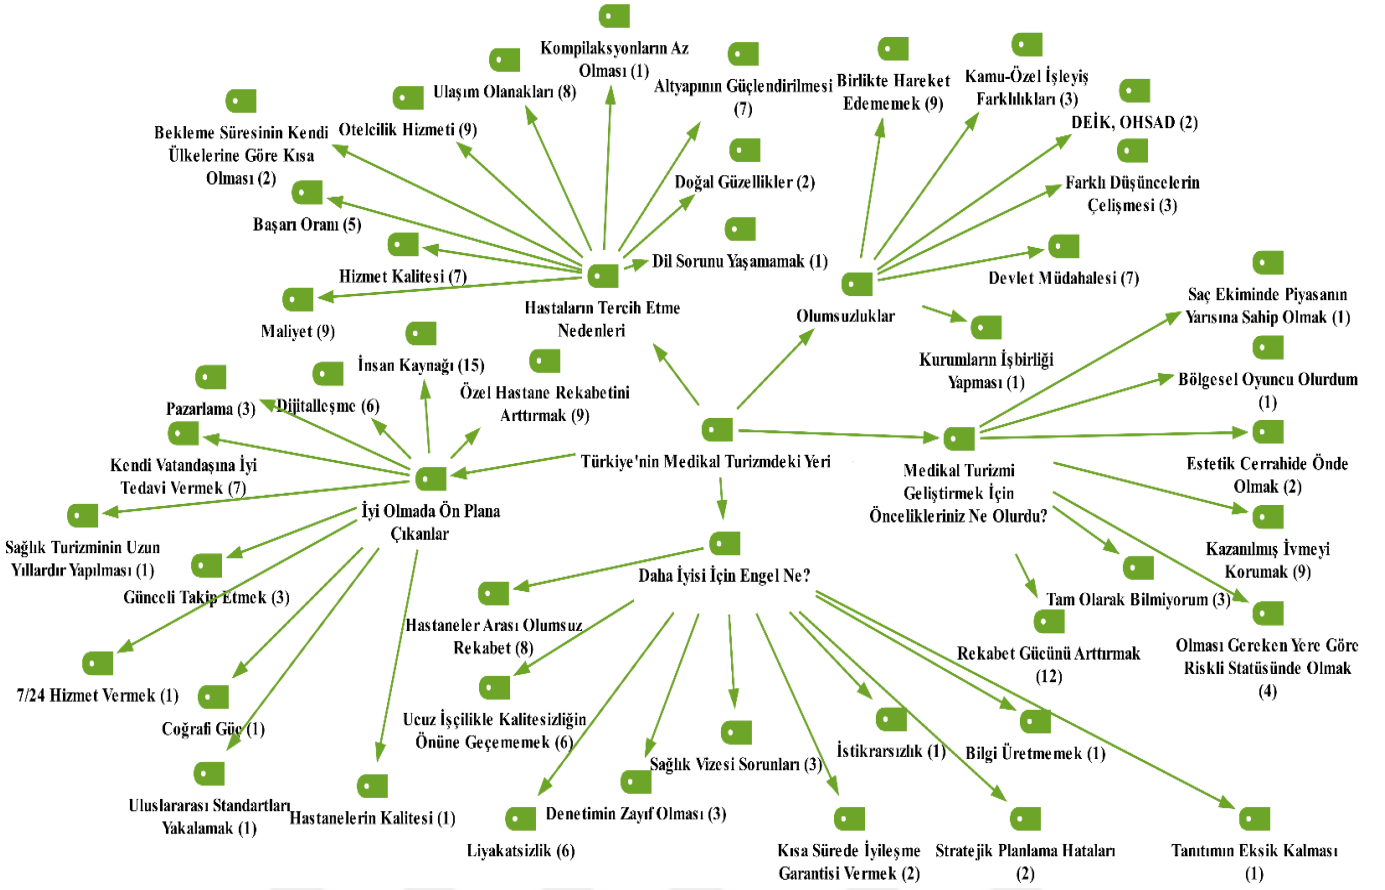 Kompilaksyonların Az
Olması (1)
Ulaşım Olanakları (8)
Altyapının Güçlendirilmesi
(7)
Otelcilik Hizmeti (9)
Bekleme Süresinin Kendi
Ülkelerine Göre Kısa
Olması (2)
Doğal Güzellikler (2)
Başarı Oranı (5)
Dil Sorunu Yaşamamak (1)
Hizmet Kalitesi (7)
Maliyet (9)
Hastaların Tercih Etme
Nedenleri
Birlikte Hareket
Edememek (9)
Kamu-Özel İşleyiş
Farklılıkları (3)
DEİK, OHSAD (2)
Farklı Düşüncelerin
Çelişmesi (3)
Devlet Müdahalesi (7)
Olumsuzluklar
Kurumların İşbirliği
Yapması (1)
Saç Ekiminde Piyasanın
Yarısına Sahip Olmak (1)
Bölgesel Oyuncu Olurdum
(1)
Estetik Cerrahide Önde
Olmak (2)
Kazanılmış İvmeyi
Korumak (9)
Medikal Turizmi
Geliştirmek İçin
Öncelikleriniz Ne Olurdu?
Tam Olarak Bilmiyorum (3)
Olması Gereken Yere Göre
Riskli Statüsünde Olmak
(4)
Rekabet Gücünü Arttırmak
(12)
Türkiye'nin Medikal Turizmdeki Yeri
İnsan Kaynağı (15)
Özel Hastane Rekabetini
Arttırmak (9)
Dijitalleşme (6)
Pazarlama (3)
Kendi Vatandaşına İyi
Tedavi Vermek (7)
İyi Olmada Ön Plana
Çıkanlar
Sağlık Turizminin Uzun
Yıllardır Yapılması (1)
Günceli Takip Etmek (3)
7/24 Hizmet Vermek (1)
Coğrafi Güç (1)
Uluslararası Standartları
Yakalamak (1)
Hastanelerin Kalitesi (1)
Daha İyisi İçin Engel Ne?
Hastaneler Arası Olumsuz
Rekabet (8)
Ucuz İşçilikle Kalitesizliğin
Önüne Geçememek (6)
Sağlık Vizesi Sorunları (3)
İstikrarsızlık (1)
Bilgi Üretmemek (1)
Denetimin Zayıf Olması (3)
Liyakatsizlik (6)
Kısa Sürede İyileşme
Garantisi Vermek (2)
Stratejik Planlama Hataları
(2)
Tanıtımın Eksik Kalması
(1)